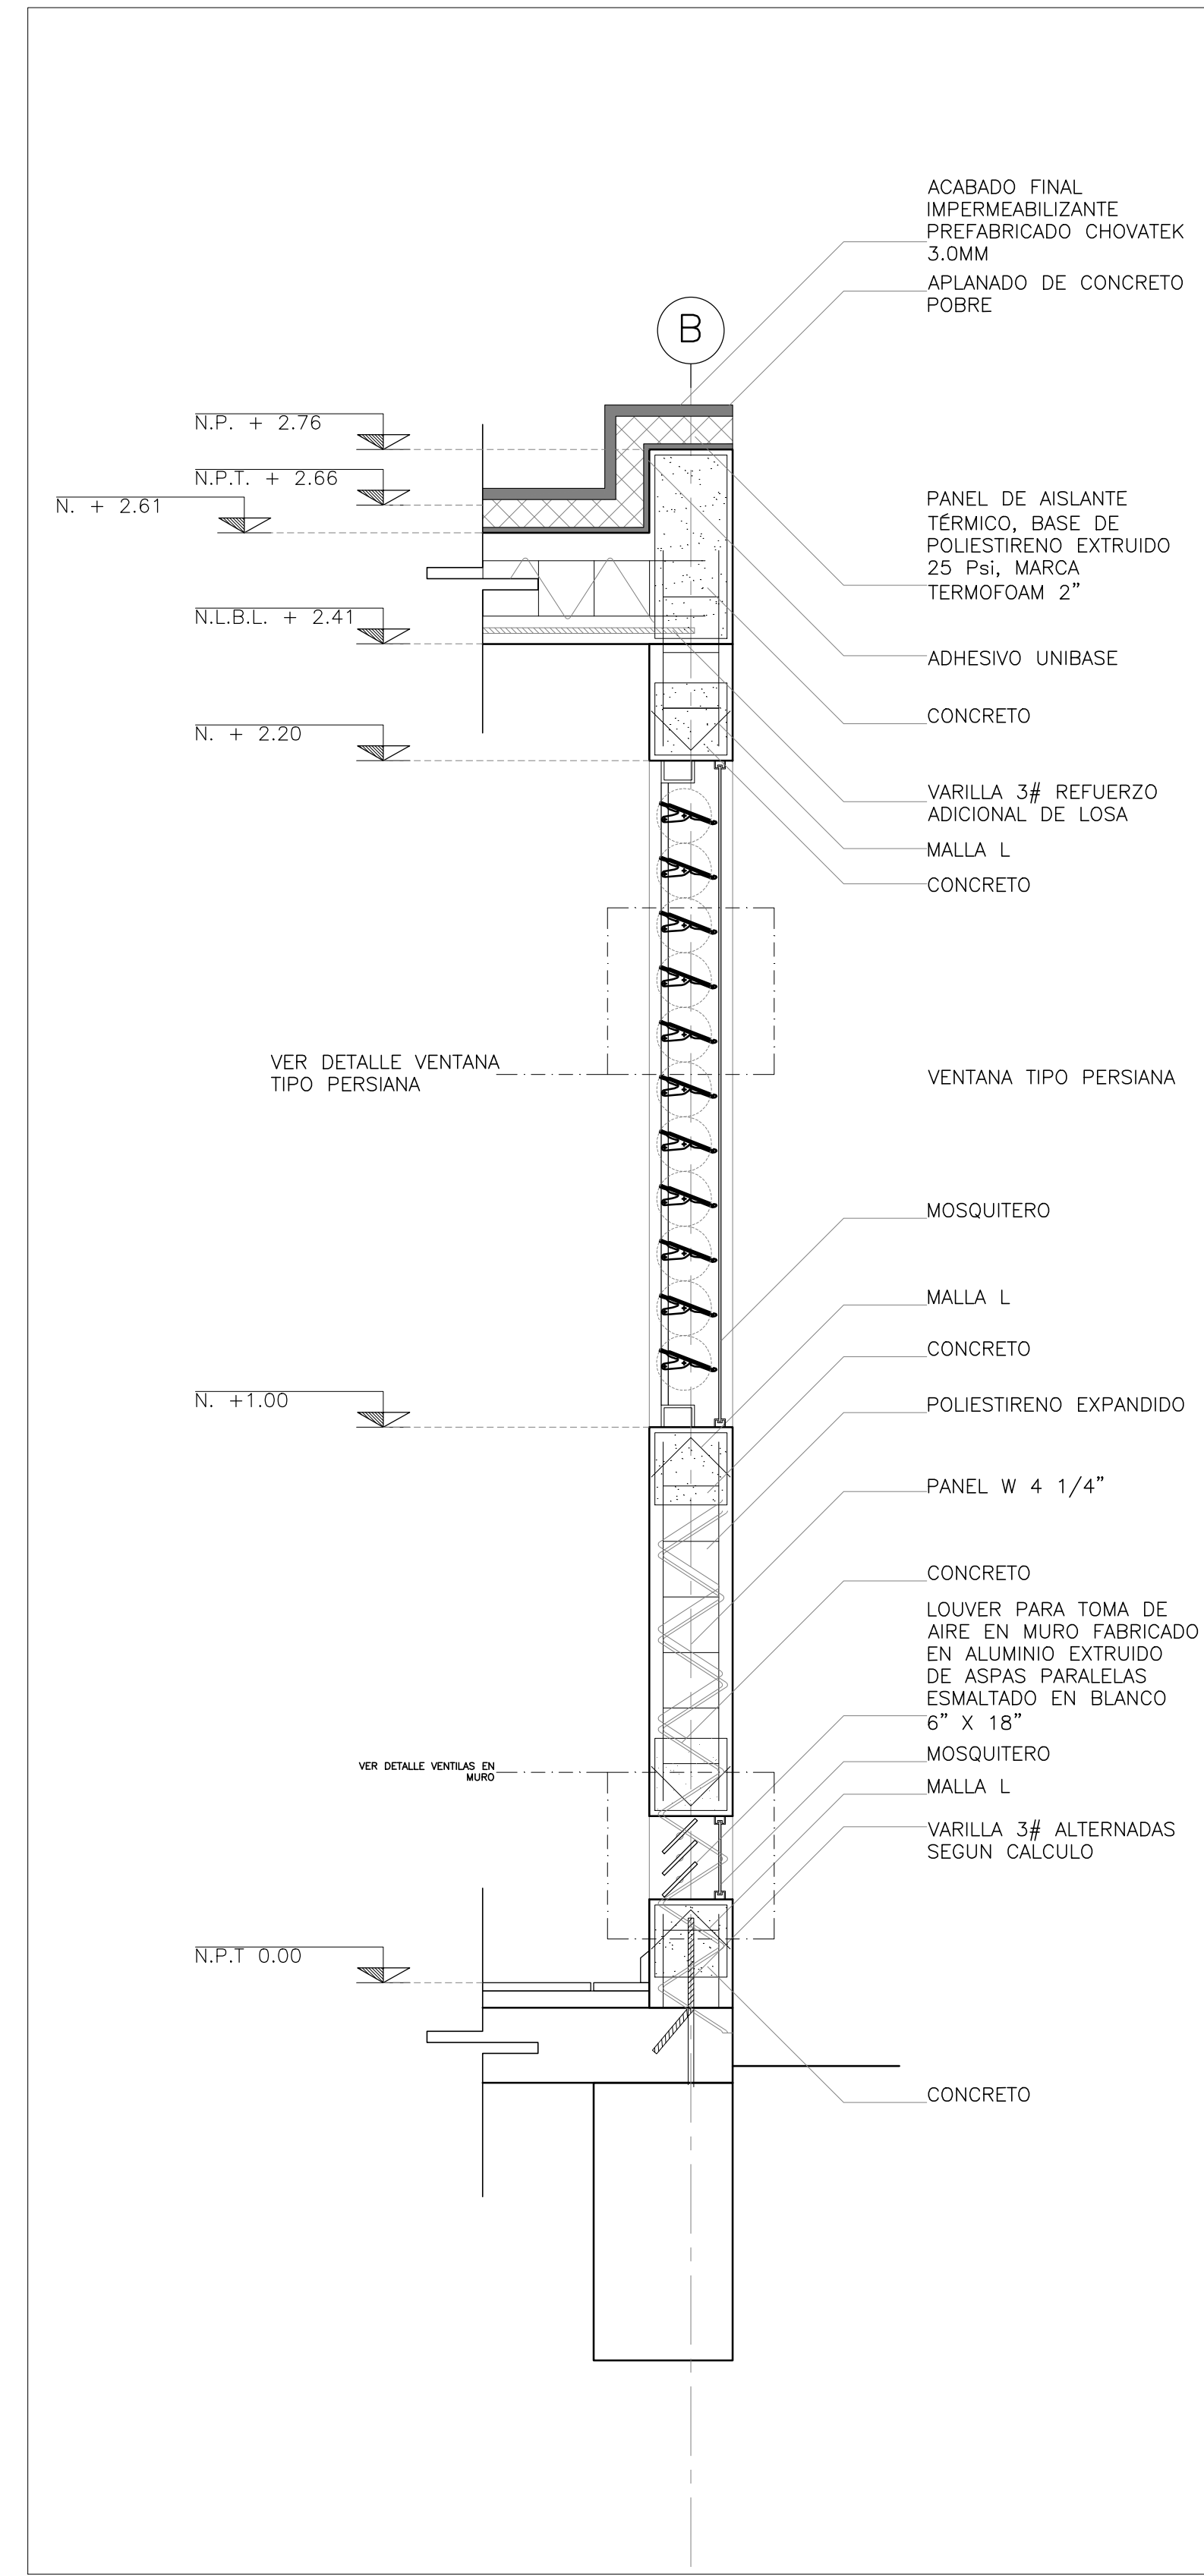 ACABADO FINAL
IMPERMEABILIZANTE
PREFABRICADO CHOVATEK
3.0MM
APLANADO DE CONCRETO
POBRE
B
N.P. + 2.76
N.P.T. + 2.66
N. + 2.61
PANEL DE AISLANTE
TÉRMICO, BASE DE
POLIESTIRENO EXTRUIDO
25 Psi, MARCA
TERMOFOAM 2”
N.L.B.L. + 2.41
ADHESIVO UNIBASE
CONCRETO
N. + 2.20
VARILLA 3# REFUERZO
ADICIONAL DE LOSA
MALLA L
CONCRETO
VER DETALLE VENTANA
TIPO PERSIANA
VENTANA TIPO PERSIANA
MOSQUITERO
MALLA L
CONCRETO
N. +1.00
POLIESTIRENO EXPANDIDO
PANEL W 4 1/4”
CONCRETO
LOUVER PARA TOMA DE
AIRE EN MURO FABRICADO
EN ALUMINIO EXTRUIDO
DE ASPAS PARALELAS
ESMALTADO EN BLANCO
6” X 18”
MOSQUITERO
VER DETALLE VENTILAS EN
MURO
MALLA L
VARILLA 3# ALTERNADAS
SEGUN CALCULO
N.P.T 0.00
CONCRETO